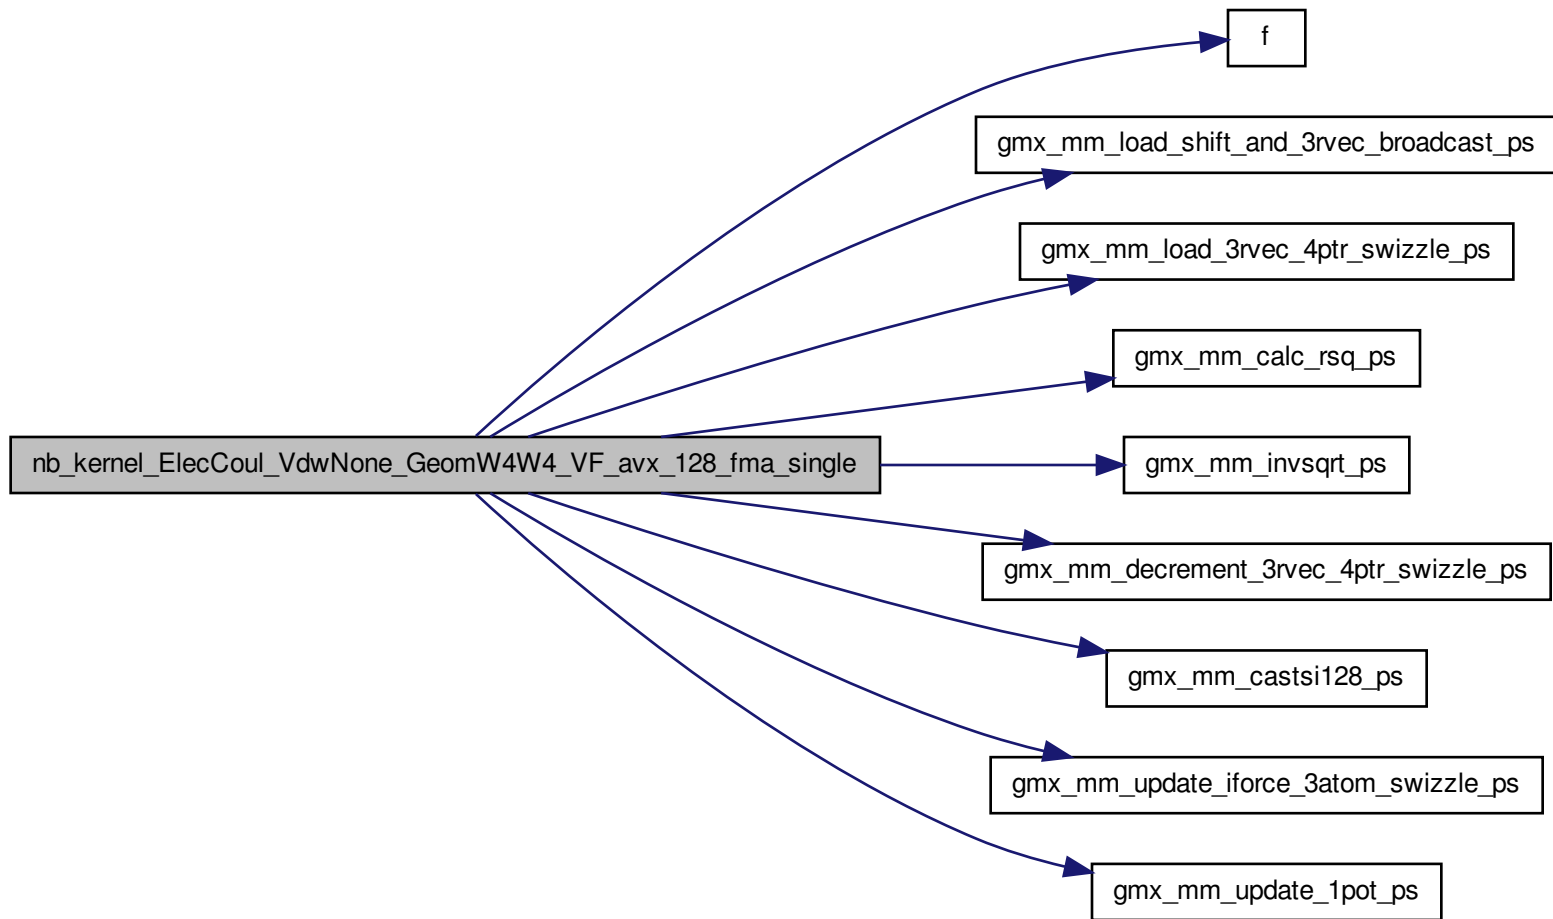 f
gmx_mm_load_shift_and_3rvec_broadcast_ps
gmx_mm_load_3rvec_4ptr_swizzle_ps
gmx_mm_calc_rsq_ps
nb_kernel_ElecCoul_VdwNone_GeomW4W4_VF_avx_128_fma_single
gmx_mm_invsqrt_ps
gmx_mm_decrement_3rvec_4ptr_swizzle_ps
gmx_mm_castsi128_ps
gmx_mm_update_iforce_3atom_swizzle_ps
gmx_mm_update_1pot_ps